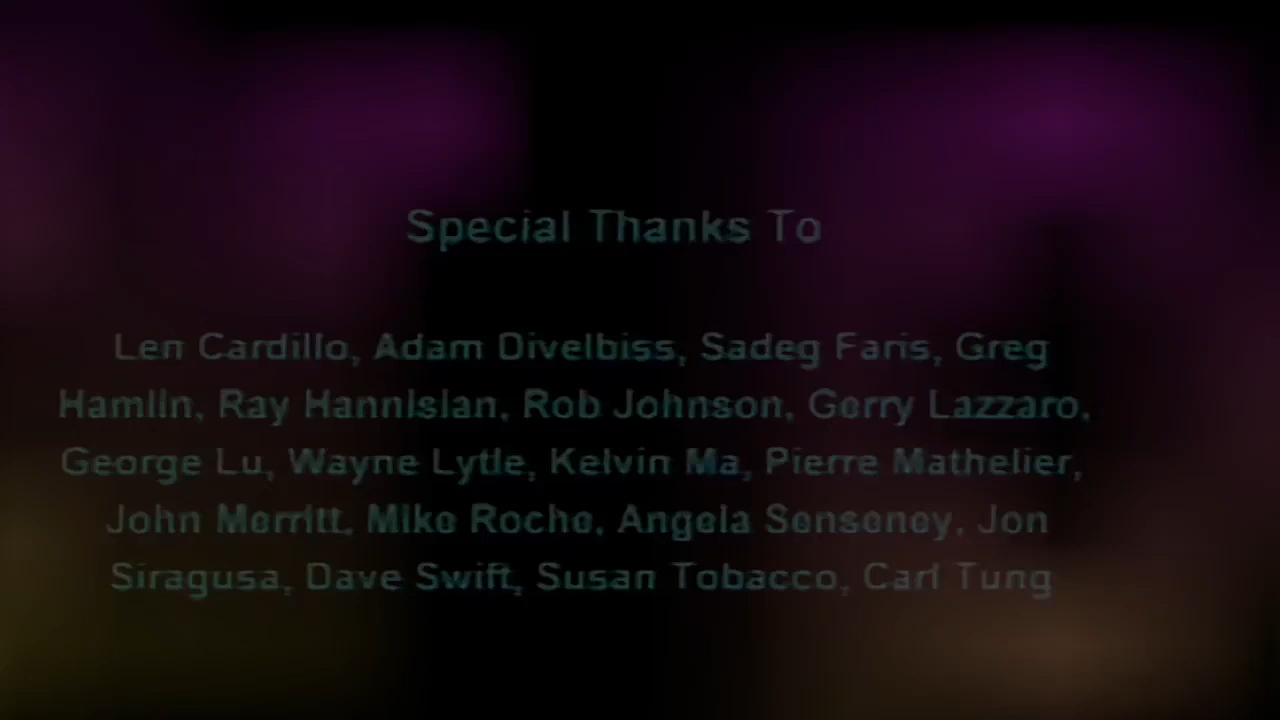 Special Thanks To
Len Cardillo, Adam Divelbiss, Sadeg Faris, Greg
Hamlin, Ray Hannisian, Rob Johnson, Gerry Lazzaro,
George Lu, Wayne Lytle, Kelvin Ma, Pierre Mathelier,
John Merritt, Mike Roche, Angela Senseney, Jon
Siragusa, Dave Swift, Susan Tobacco, Carl Tung